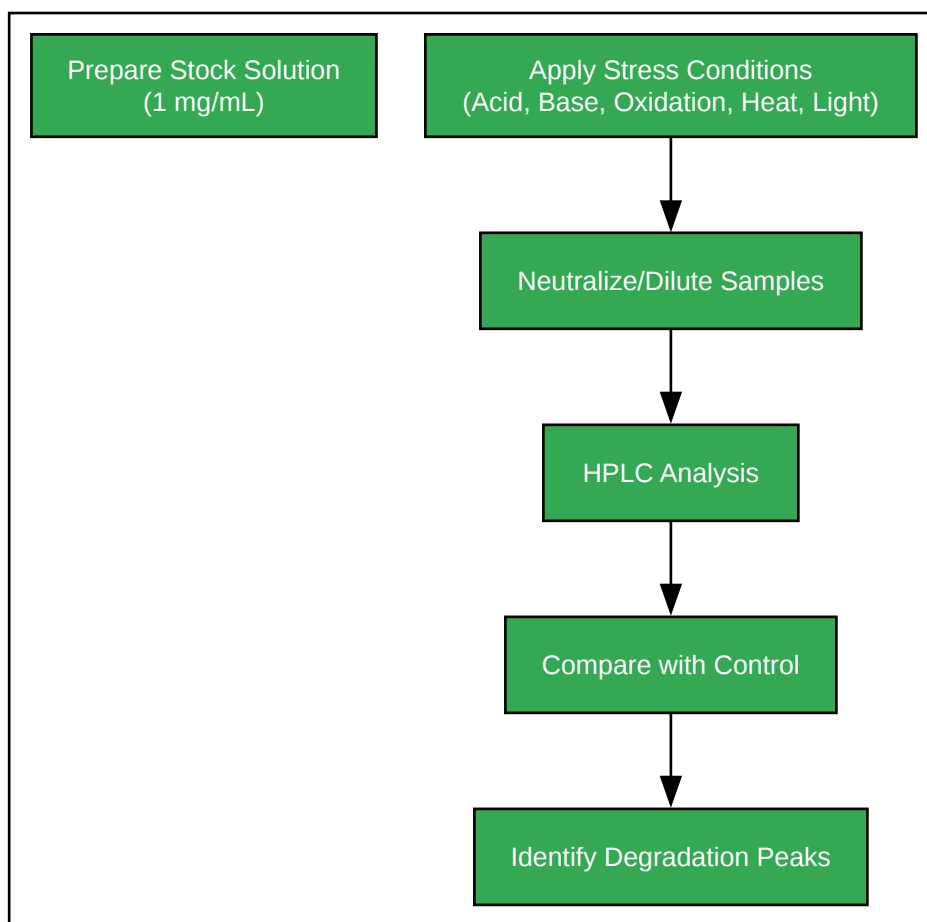 Prepare Stock Solution
(1 mg/mL)
Apply Stress Conditions
(Acid, Base, Oxidation, Heat, Light)
Neutralize/Dilute Samples
HPLC Analysis
Compare with Control
Identify Degradation Peaks